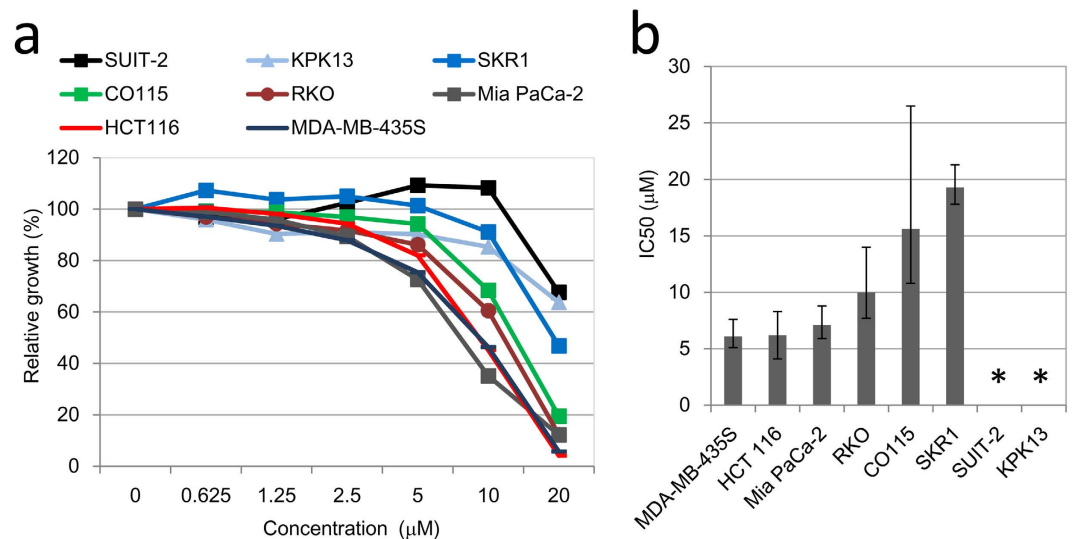 a
SUIT-2 KPK13 SKR1
CO115 RKO Mia PaCa-2
HCT116 MDA-MB-435S
Relative growth (%)
120
100
80
60
40
20
0
0 0.625 1.25 2.5 5 10 20
Concentration (μM)
b
IC50 (μM)
30
25
20
15
10
5
0
* *
MDA-MB-435S
HCT 116
Mia PaCa-2
RKO
CO115
SKR1
SUIT-2
KPK13